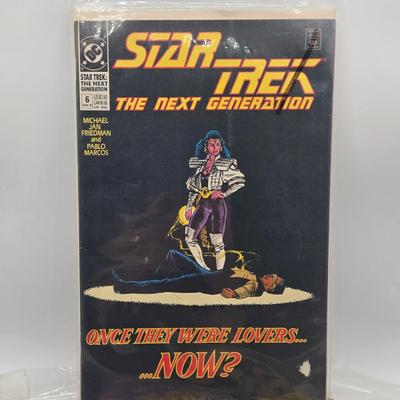 DC
STAR TREK:
THE NEXT
GENERATION
6
MICHAEL
JAN
FRIEDMAN
and
PABLO
MARCOS
STAR
TREK
THE NEXT GENERATION
ONCE THEY WERE LOVERS...
...NOW?